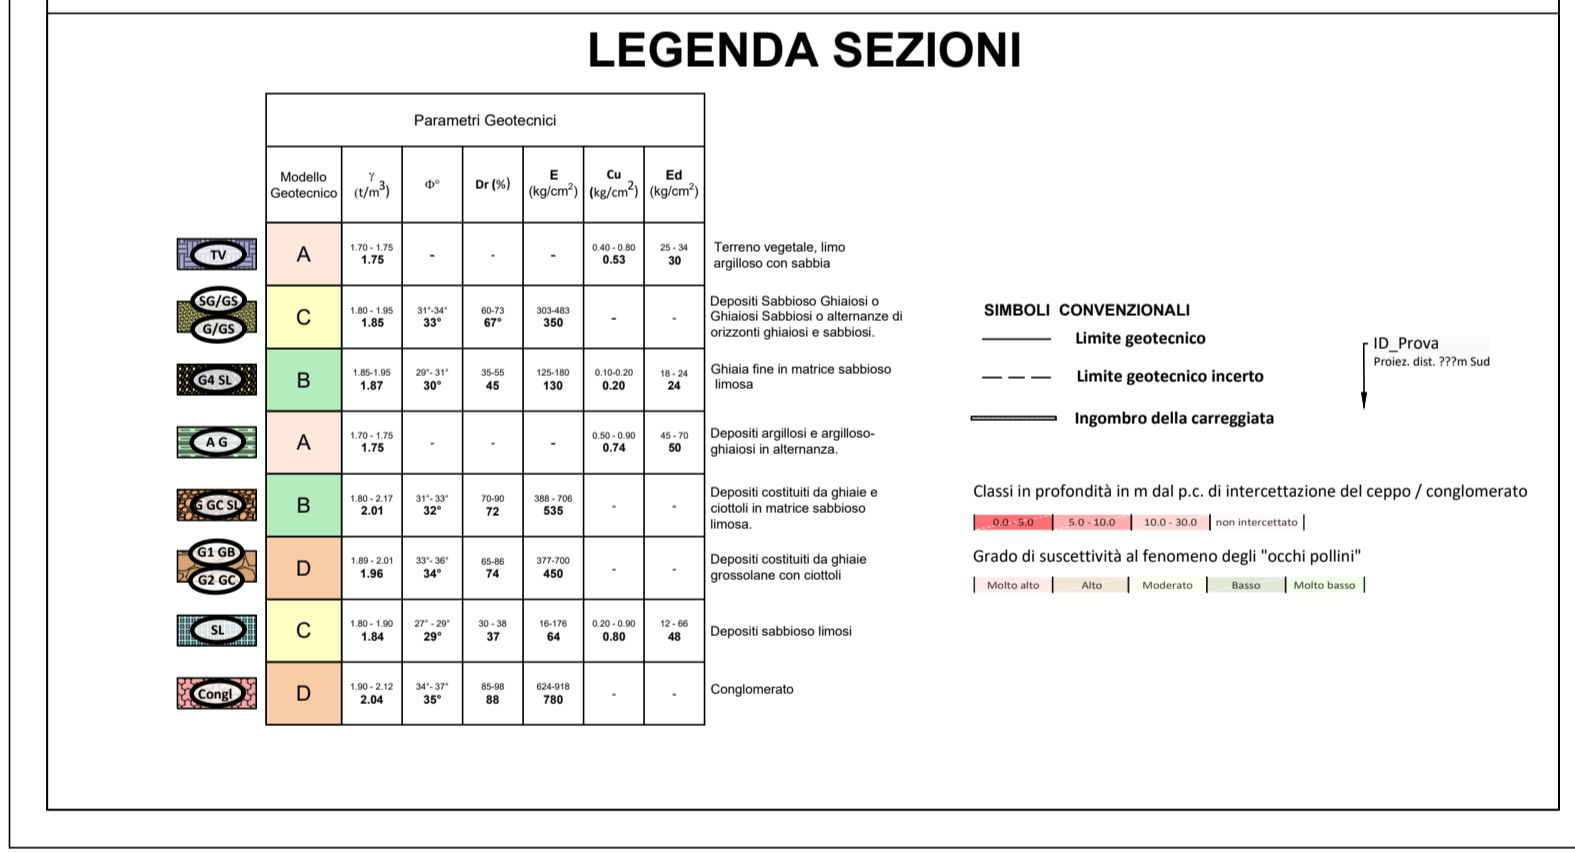 LEGENDA SEZIONI
Parametri Geotecnici
Modello
Geotecnico
γ
(t/m³)
Φ°
Dr (%)
E
(kg/cm²)
Cu
(kg/cm²)
Ed
(kg/cm²)
TV
A
1.70 - 1.75
1.75
-
-
-
0.40 - 0.80
0.53
25 - 34
30
Terreno vegetale, limo
argilloso con sabbia
SG/GS
G/GS
C
1.80 - 1.95
1.85
31°-34°
33°
60-73
67°
303-483
350
-
-
Depositi Sabbioso Ghiaiosi o
Ghiaiosi Sabbiosi o alternanze di
orizzonti ghiaiosi e sabbiosi.
G4 SL
B
1.85-1.95
1.87
29°- 31°
30°
35-55
45
125-180
130
0.10-0.20
0.20
18 - 24
24
Ghiaia fine in matrice sabbioso
limosa
A G
A
1.70 - 1.75
1.75
-
-
-
0.50 - 0.90
0.74
45 - 70
50
Depositi argillosi e argilloso-
ghiaiosi in alternanza.
G GC SL
B
1.80 - 2.17
2.01
31°- 33°
32°
70-90
72
388 - 706
535
-
-
Depositi costituiti da ghiaie e
ciottoli in matrice sabbioso
limosa.
G1 GB
G2 GC
D
1.89 - 2.01
1.96
33°- 36°
34°
65-86
74
377-700
450
-
-
Depositi costituiti da ghiaie
grossolane con ciottoli
SL
C
1.80 - 1.90
1.84
27° - 29°
29°
30 - 38
37
16-176
64
0.20 - 0.90
0.80
12 - 66
48
Depositi sabbioso limosi
Congl
D
1.90 - 2.12
2.04
34°- 37°
35°
85-98
88
624-918
780
-
-
Conglomerato
SIMBOLI CONVENZIONALI
Limite geotecnico
Limite geotecnico incerto
Ingombro della carreggiata
ID_Prova
Proiez. dist. ???m Sud
Classi in profondità in m dal p.c. di intercettazione del ceppo / conglomerato
0.0 - 5.0
5.0 - 10.0
10.0 - 30.0
non intercettato
Grado di suscettività al fenomeno degli "occhi pollini"
Molto alto
Alto
Moderato
Basso
Molto basso